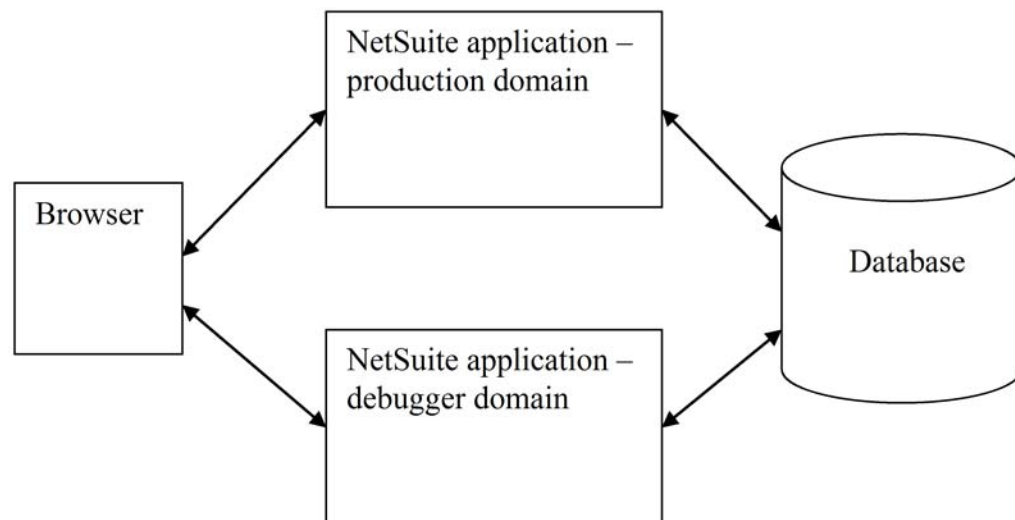 NetSuite application –
production domain
Browser
Database
NetSuite application –
debugger domain